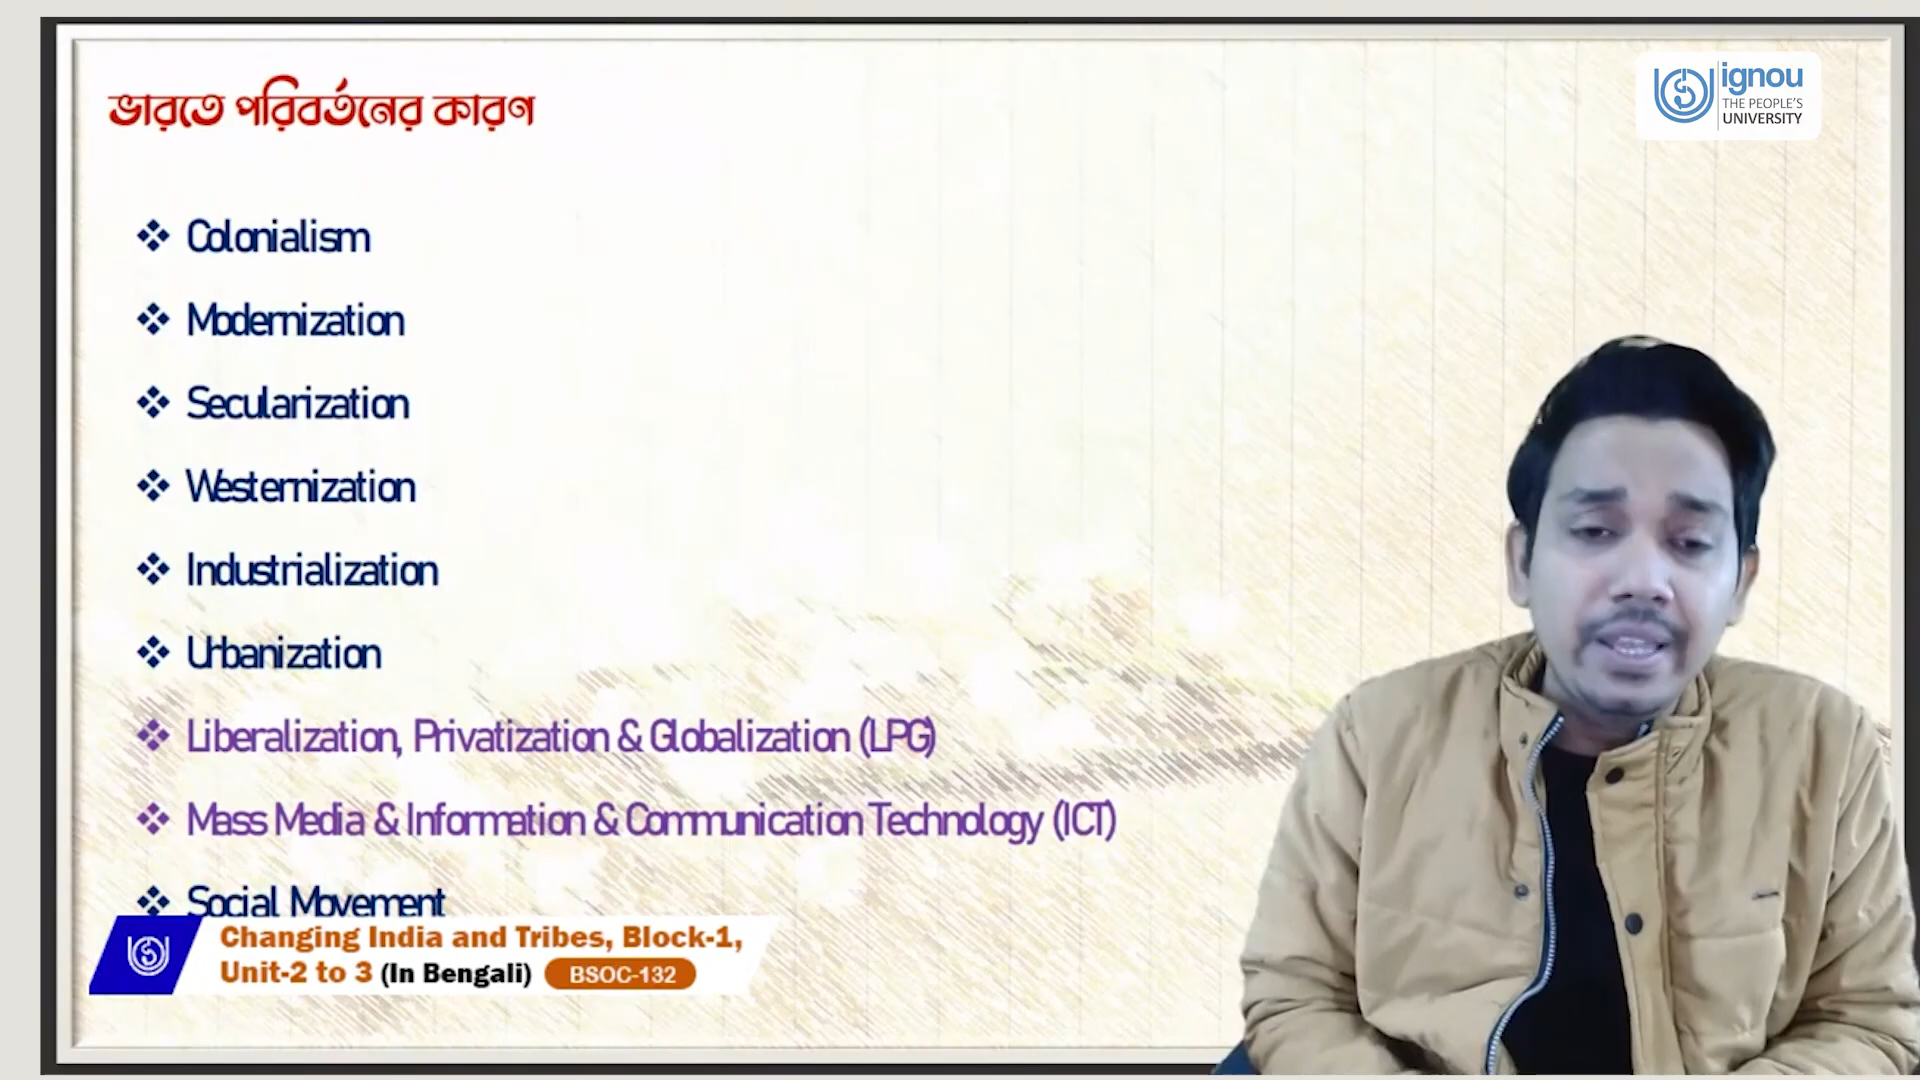 ভারতে পরিবর্তনের কারণ
ignou
THE PEOPLE'S
UNIVERSITY
Colonialism
Modernization
Secularization
Westernization
Industrialization
Urbanization
Liberalization, Privatization & Globalization (LPG)
Mass Media & Information & Communication Technology (ICT)
Social Movement
Changing India and Tribes, Block-1,
Unit-2 to 3 (In Bengali) BSOC-132